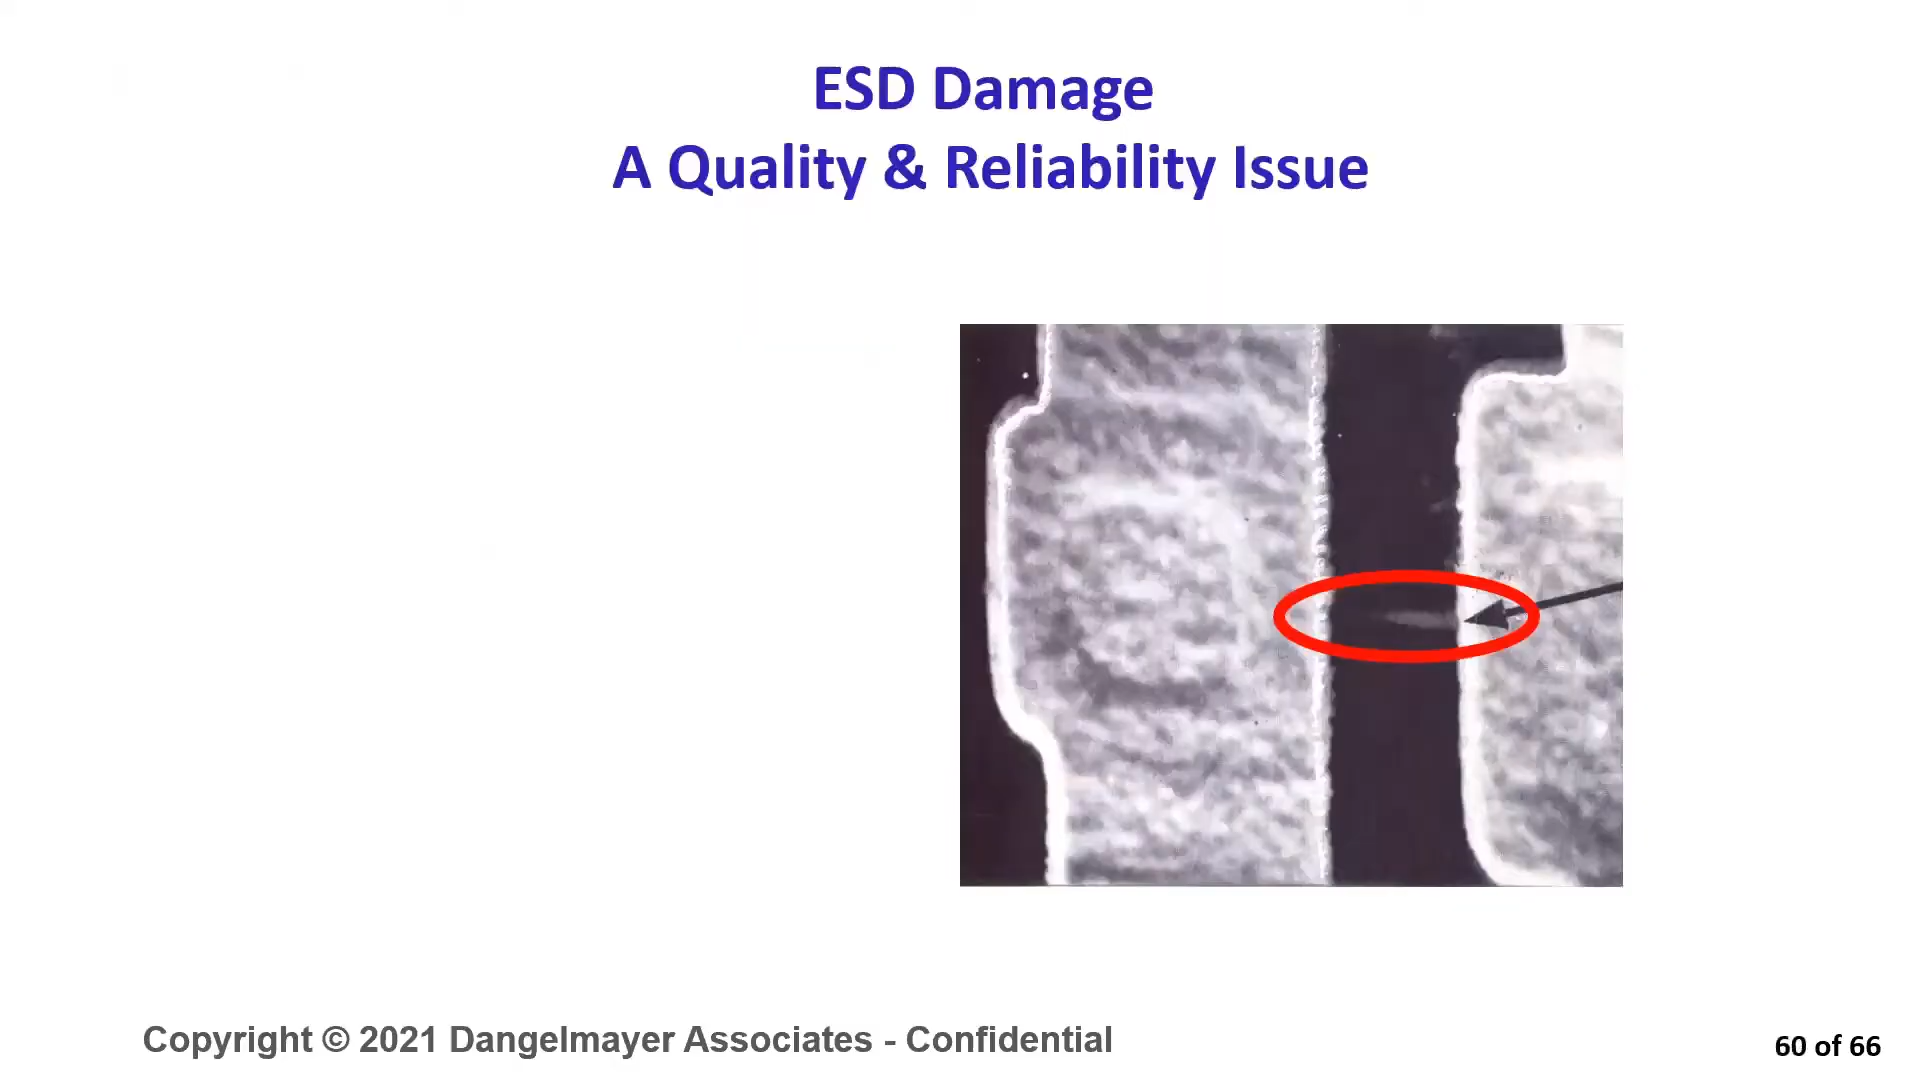 ESD Damage
A Quality & Reliability Issue
Copyright © 2021 Dangelmayer Associates - Confidential
60 of 66